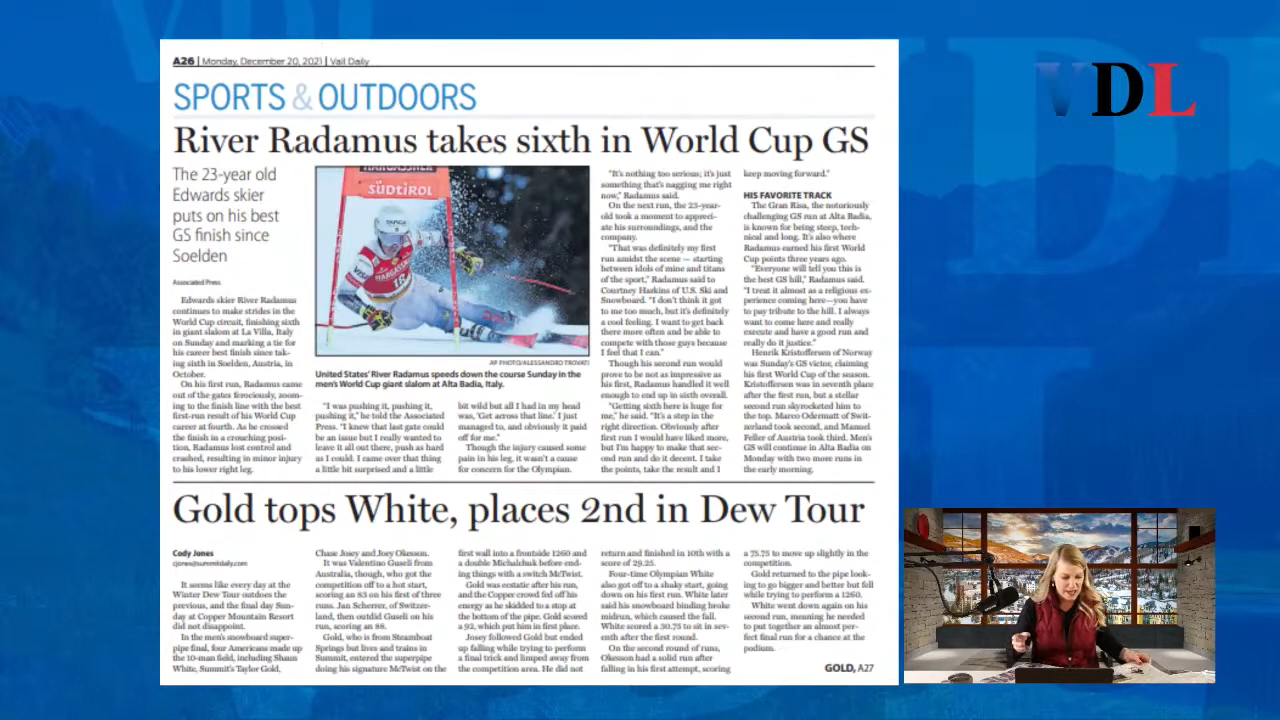 VDL
A26 | Monday, December 20, 2021 | Vail Daily
SPORTS & OUTDOORS
River Radamus takes sixth in World Cup GS
The 23-year old
Edwards skier
puts on his best
GS finish since
Soelden
Associated Press
Edwards skier River Radamus
continues to make strides in the
World Cup circuit, finishing sixth
in giant slalom at La Villa, Italy
on Sunday and marking a tie for
his career best finish since tak-
ing sixth in Soelden, Austria, in
October.
On his first run, Radamus came
out of the gates ferociously, zoom-
ing to the finish line with the best
first-run result of his World Cup
career at fourth. As he crossed
the finish in a crouching posi-
tion, Radamus lost control and
crashed, resulting in minor injury
to his lower right leg.
SÜDTIROL
AP PHOTO/ALESSANDRO TROVATI
United States' River Radamus speeds down the course Sunday in the
men's World Cup giant slalom at Alta Badia, Italy.
"I was pushing it, pushing it,
pushing it," he told the Associated
Press. "I knew that last gate could
be an issue but I really wanted to
leave it all out there, push as hard
as I could. I came over that thing
a little bit surprised and a little
bit wild but all I had in my head
was, 'Get across that line.' I just
managed to, and obviously it paid
off for me."
Though the injury caused some
pain in his leg, it wasn't a cause
for concern for the Olympian.
"It's nothing too serious; it's just
something that's nagging me right
now," Radamus said.
On the next run, the 23-year-
old took a moment to appreci-
ate his surroundings, and the
company.
"That was definitely my first
run amidst the scene — starting
between idols of mine and titans
of the sport," Radamus said to
Courtney Harkins of U.S. Ski and
Snowboard. "I don't think it got
to me too much, but it's definitely
a cool feeling. I want to get back
there more often and be able to
compete with those guys because
I feel that I can."
Though his second run would
prove to be not as impressive as
his first, Radamus handled it well
enough to end up in sixth overall.
"Getting sixth here is huge for
me," he said. "It's a step in the
right direction. Obviously after
first run I would have liked more,
but I'm happy to make that sec-
ond run and do it decent. I take
the points, take the result and I
keep moving forward."
HIS FAVORITE TRACK
The Gran Risa, the notoriously
challenging GS run at Alta Badia,
is known for being steep, tech-
nical and long. It's also where
Radamus earned his first World
Cup points three years ago.
"Everyone will tell you this is
the best GS hill," Radamus said.
"I treat it almost as a religious ex-
perience coming here—you have
to pay tribute to the hill. I always
want to come here and really
execute and have a good run and
really do it justice."
Henrik Kristoffersen of Norway
was Sunday's GS victor, claiming
his first World Cup of the season.
Kristoffersen was in seventh place
after the first run, but a stellar
second run skyrocketed him to
the top. Marco Odermatt of Swit-
zerland took second, and Manuel
Feller of Austria took third. Men's
GS will continue in Alta Badia on
Monday with two more runs in
the early morning.
Gold tops White, places 2nd in Dew Tour
Cody Jones
cjones@summitdaily.com
It seems like every day at the
Winter Dew Tour outdoes the
previous, and the final day Sun-
day at Copper Mountain Resort
did not disappoint.
In the men's snowboard super-
pipe final, four Americans made up
the 10-man field, including Shaun
White, Summit's Taylor Gold,
Chase Josey and Joey Okesson.
It was Valentino Guseli from
Australia, though, who got the
competition off to a hot start,
scoring an 83 on his first of three
runs. Jan Scherrer, of Switzer-
land, then outdid Guseli on his
run, scoring an 88.
Gold, who is from Steamboat
Springs but lives and trains in
Summit, entered the superpipe
doing his signature McTwist on the
first wall into a frontside 1260 and
a double Michalchuk before end-
ing things with a switch McTwist.
Gold was ecstatic after his run,
and the Copper crowd fed off his
energy as he skidded to a stop at
the bottom of the pipe. Gold scored
a 92, which put him in first place.
Josey followed Gold but ended
up falling while trying to perform
a final trick and limped away from
the competition area. He did not
return and finished in 10th with a
score of 29.25.
Four-time Olympian White
also got off to a shaky start, going
down on his first run. White later
said his snowboard binding broke
midrun, which caused the fall.
White scored a 30.75 to sit in sev-
enth after the first round.
On the second round of runs,
Okesson had a solid run after
falling in his first attempt, scoring
a 75.75 to move up slightly in the
competition.
Gold returned to the pipe look-
ing to go bigger and better but fell
while trying to perform a 1260.
White went down again on his
second run, meaning he needed
to put together an almost per-
fect final run for a chance at the
podium.
GOLD, A27